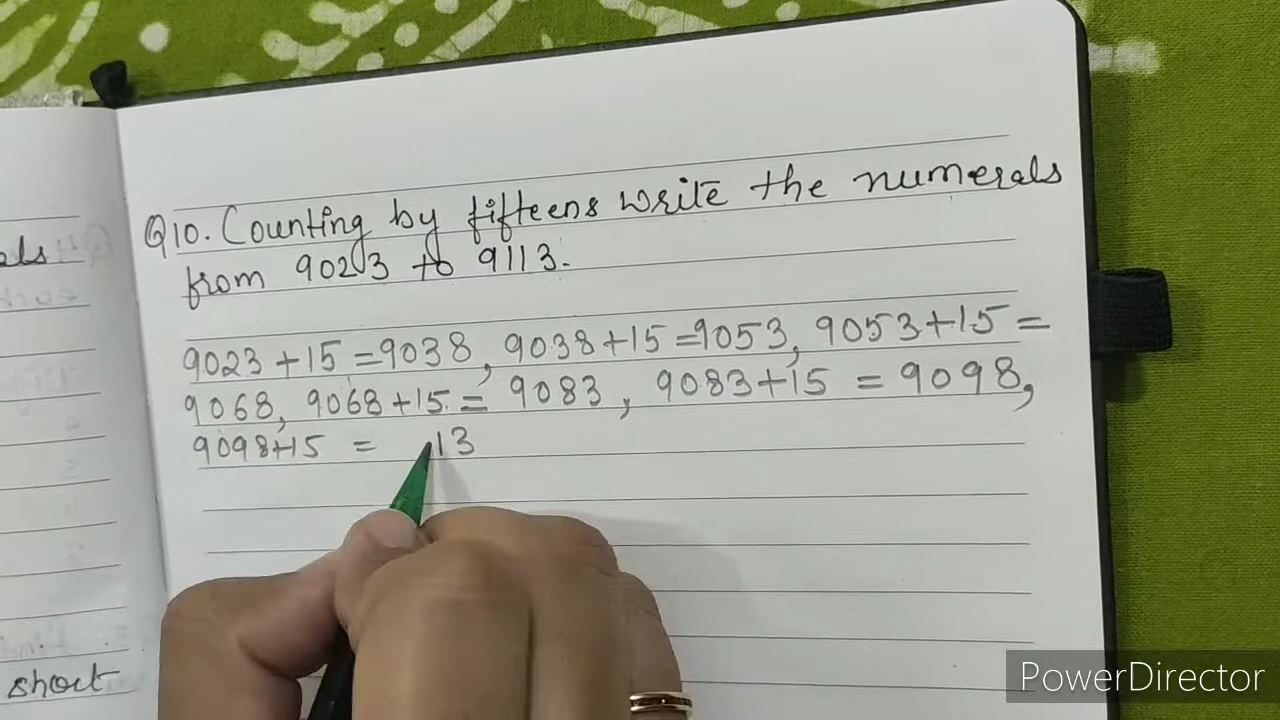 Q10. Counting by fifteens write the numerals
from 9023 to 9113.
9023 + 15 = 9038, 9038 + 15 = 9053, 9053 + 15 =
9068, 9068 + 15 = 9083, 9083 + 15 = 9098,
9098 + 15 = 13
short
PowerDirector